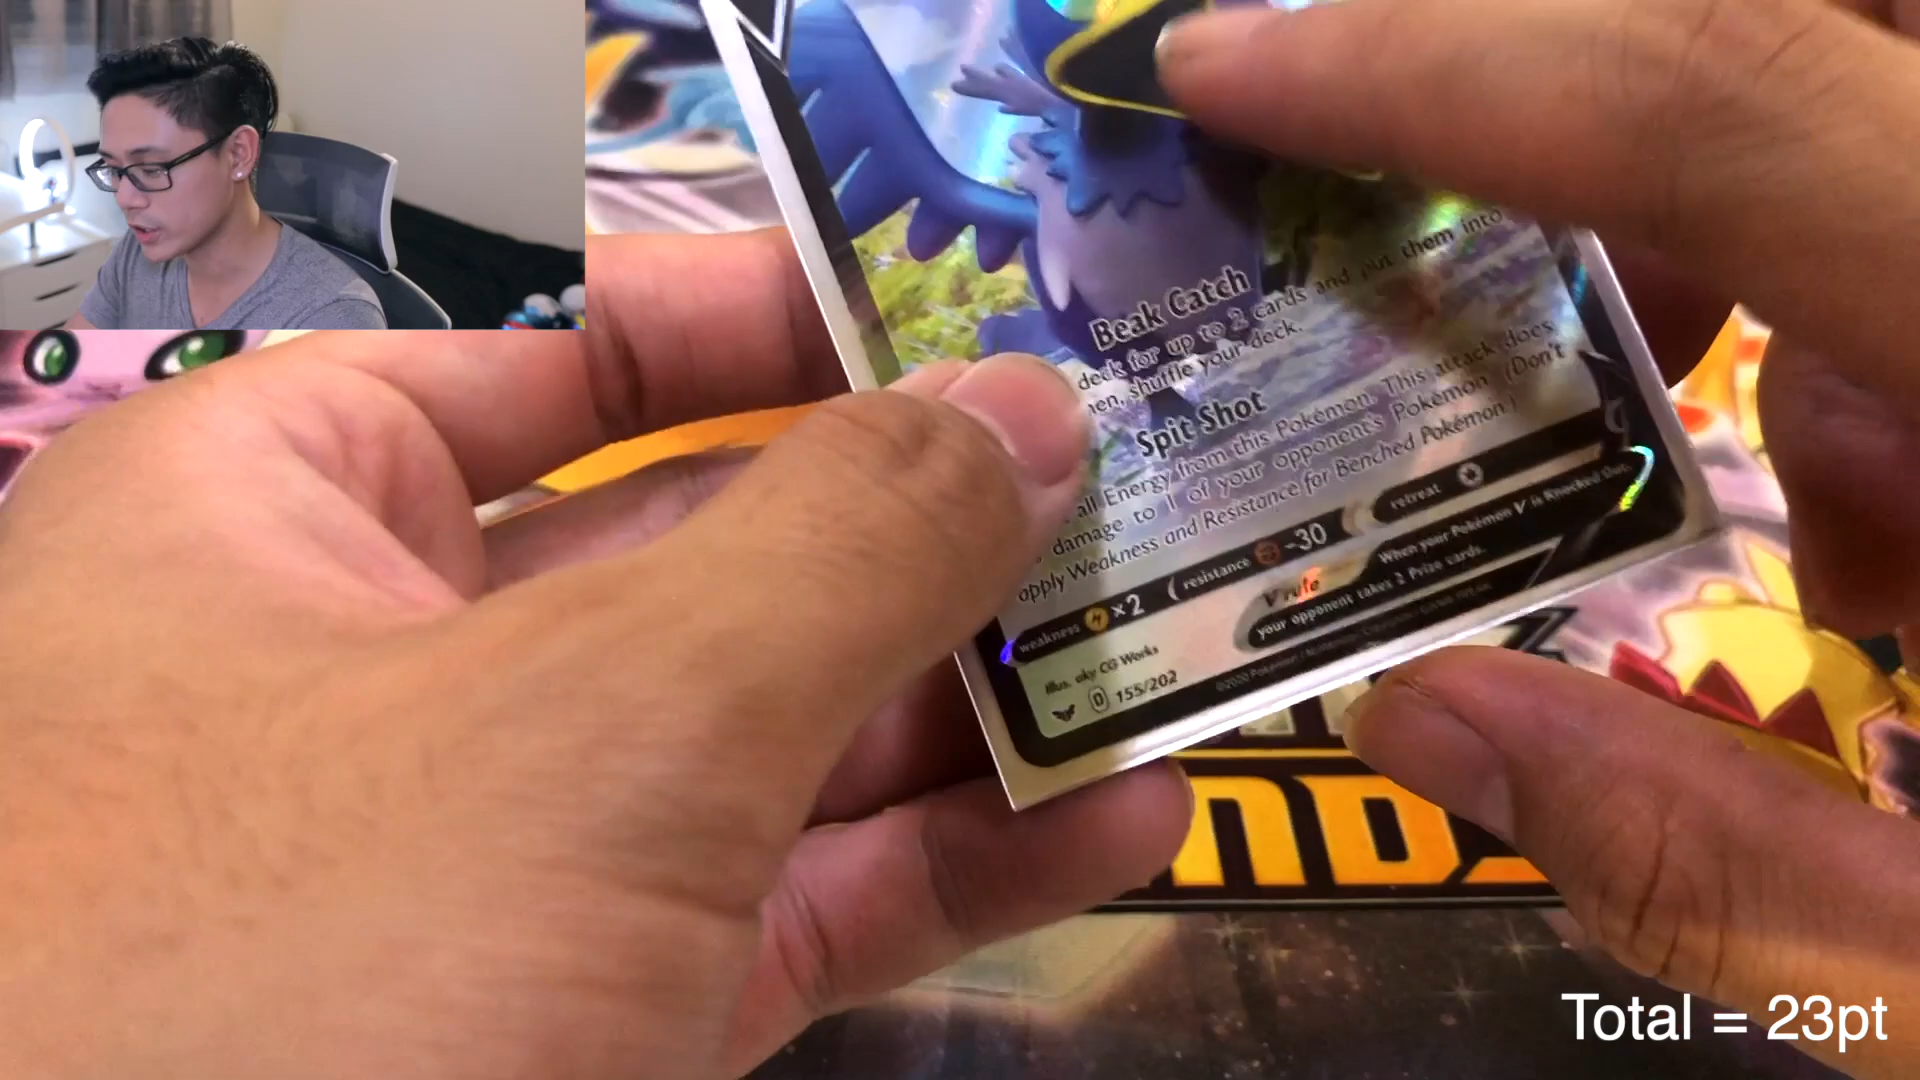 Beak Catch
deck for up to 2 cards and put them into
hen, shuffle your deck.
Spit Shot
all Energy from this Pokémon. This attack does
damage to 1 of your opponent's Pokémon. (Don't
apply Weakness and Resistance for Benched Pokémon.)
weakness ×2 resistance -30 retreat
V rule When your Pokémon V is Knocked Out,
your opponent takes 2 Prize cards.
Illus. aky CG Works
D 155/202
©2020 Pokémon / Nintendo
ND
Total = 23pt